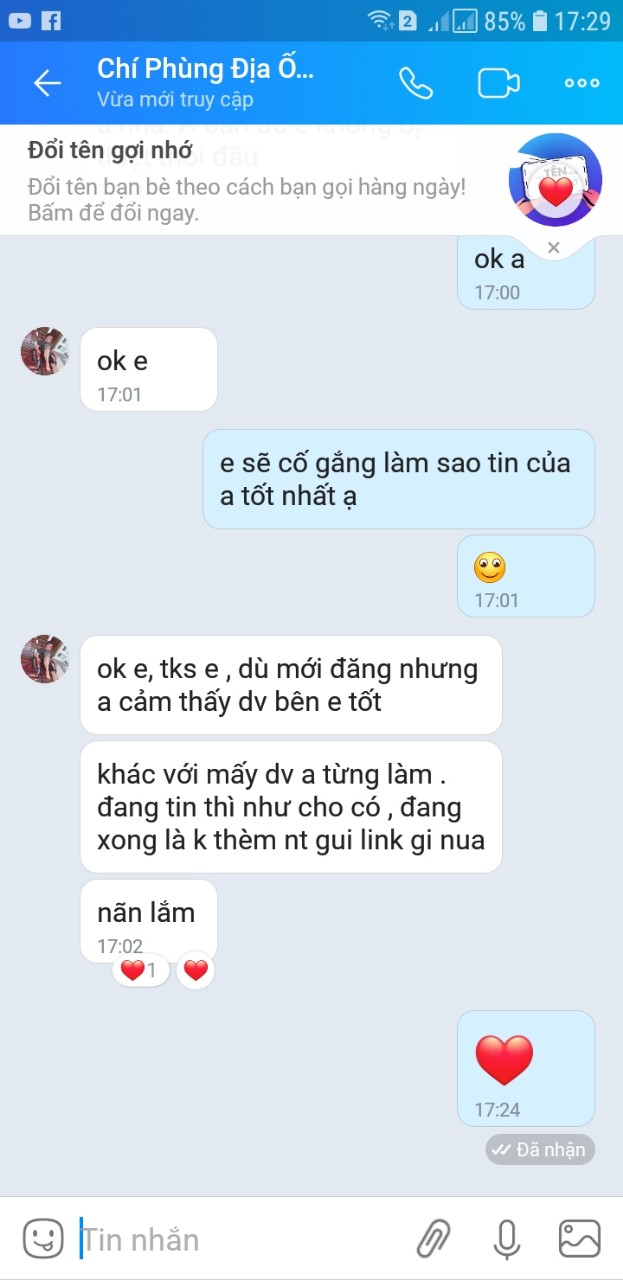 2 85% 17:29
Chí Phùng Địa Ố...
Vừa mới truy cập
Đổi tên gợi nhớ
Đổi tên bạn bè theo cách bạn gọi hàng ngày!
Bấm để đổi ngay.
TÊN
ok a
17:00
ok e
17:01
e sẽ cố gắng làm sao tin của
a tốt nhất ạ
17:01
ok e, tks e , dù mới đăng nhưng
a cảm thấy dv bên e tốt
khác với mấy dv a từng làm .
đang tin thì như cho có , đang
xong là k thèm nt gui link gi nua
nãn lắm
17:02
1
17:24
Đã nhận
Tin nhắn